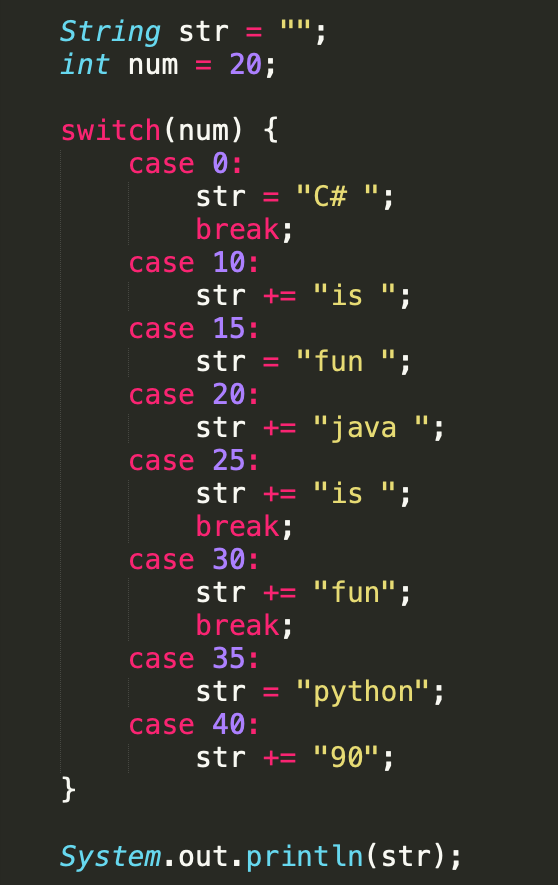 String str = "";
int num = 20;
switch(num) {
case 0:
str = "C# ";
break;
case 10:
str += "is ";
case 15:
str = "fun ";
case 20:
str += "java ";
case 25:
str += "is ";
break;
case 30:
str += "fun";
break;
case 35:
str = "python";
case 40:
str += "90";
}
System.out.println(str);